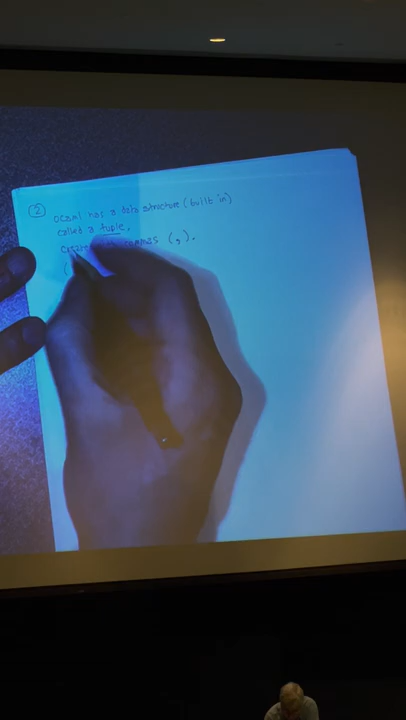 ② OCaml has a data structure (built in)
called a tuple,
commas (,).
(